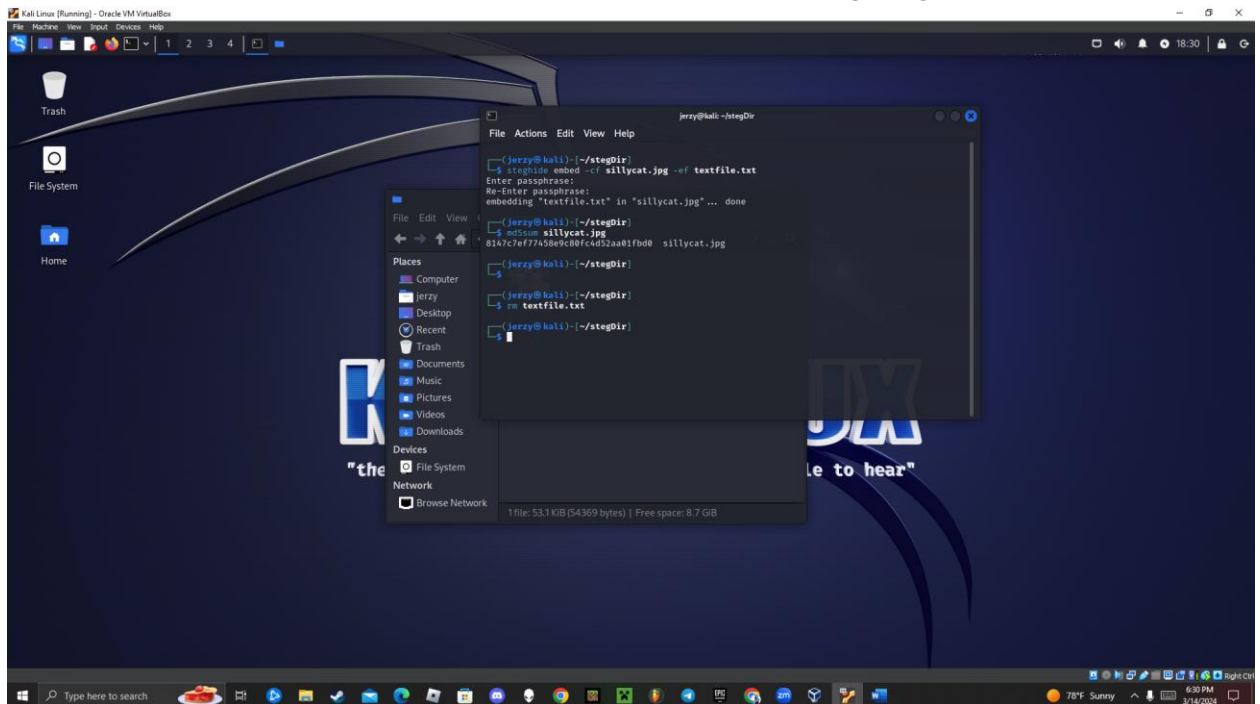 Kali Linux [Running] - Oracle VM VirtualBox
File Machine View Input Devices Help
1 2 3 4
18:30
Trash
File System
Home
jerzy@kali: ~/stegDir
File Actions Edit View Help
┌──(jerzy㉿kali)-[~/stegDir]
└─$ steghide embed -cf sillycat.jpg -ef textfile.txt
Enter passphrase:
Re-Enter passphrase:
embedding "textfile.txt" in "sillycat.jpg"... done
┌──(jerzy㉿kali)-[~/stegDir]
└─$ md5sum sillycat.jpg
8147c7ef77458e9c80fc4d52aa01fbd0  sillycat.jpg
┌──(jerzy㉿kali)-[~/stegDir]
└─$
┌──(jerzy㉿kali)-[~/stegDir]
└─$ rm textfile.txt
┌──(jerzy㉿kali)-[~/stegDir]
└─$
File Edit View
Places
Computer
jerzy
Desktop
Recent
Trash
Documents
Music
Pictures
Videos
Downloads
Devices
File System
Network
Browse Network
1 file: 53.1 KiB (54369 bytes) | Free space: 8.7 GiB
"the
le to hear"
Right Ctrl
Type here to search
EPIC
zm
78°F Sunny
6:30 PM
3/14/2024